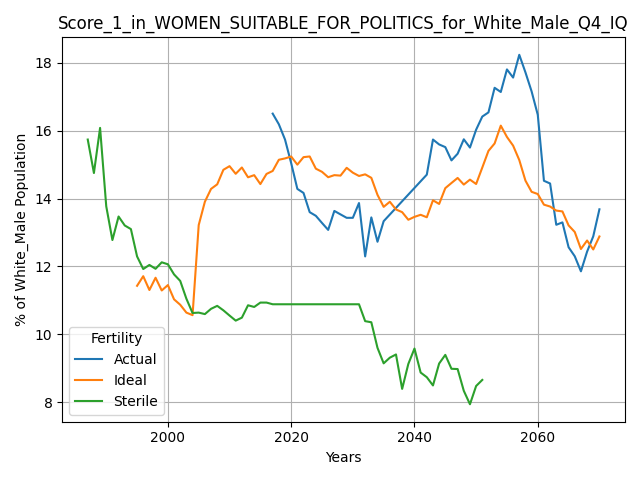 Score_1_in_WOMEN_SUITABLE_FOR_POLITICS_for_White_Male_Q4_IQ
% of White_Male Population
18
16
14
12
10
8
Fertility
Actual
Ideal
Sterile
2000
2020
2040
2060
Years